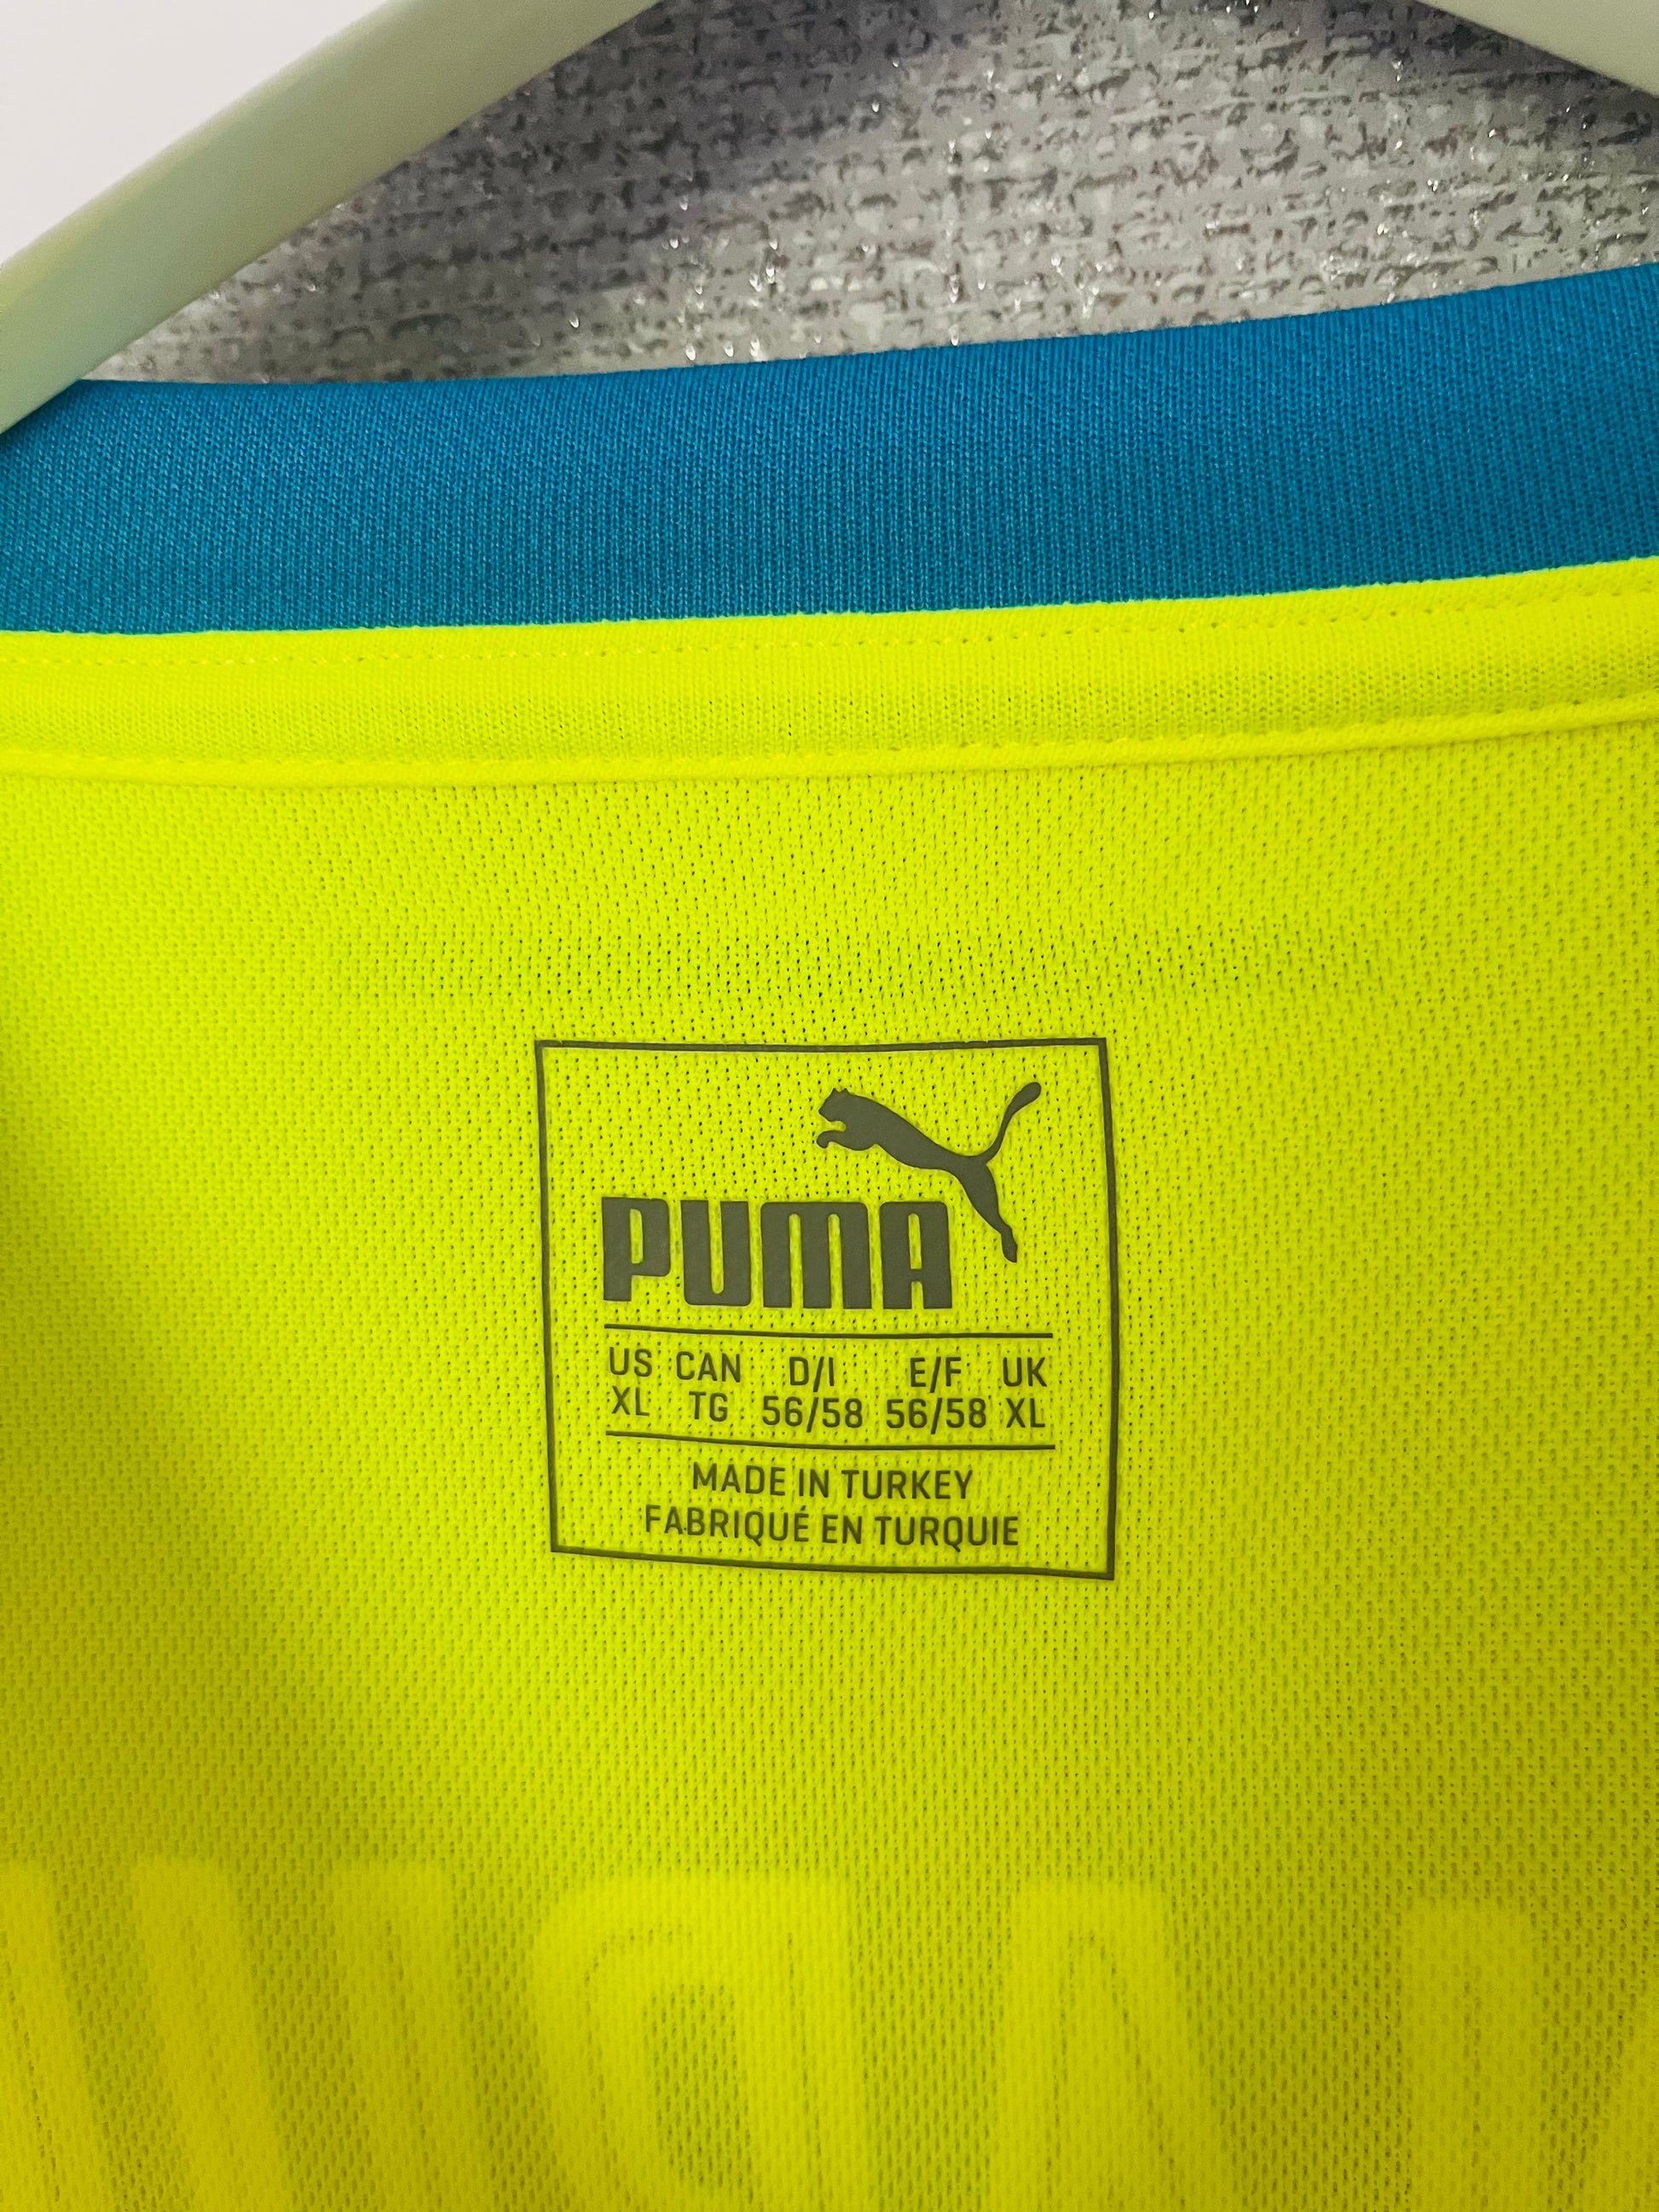 PUMA
US CAN D/I E/F UK
XL TG 56/58 56/58 XL
MADE IN TURKEY
FABRIQUÉ EN TURQUIE